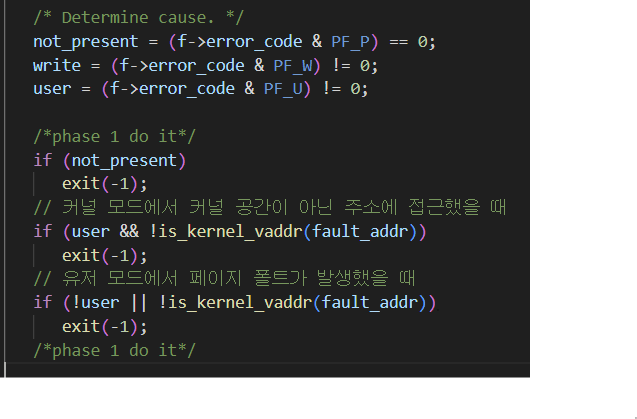 /* Determine cause. */
not_present = (f->error_code & PF_P) == 0;
write = (f->error_code & PF_W) != 0;
user = (f->error_code & PF_U) != 0;
/*phase 1 do it*/
if (not_present)
exit(-1);
// 커널 모드에서 커널 공간이 아닌 주소에 접근했을 때
if (user && !is_kernel_vaddr(fault_addr))
exit(-1);
// 유저 모드에서 페이지 폴트가 발생했을 때
if (!user || !is_kernel_vaddr(fault_addr))
exit(-1);
/*phase 1 do it*/